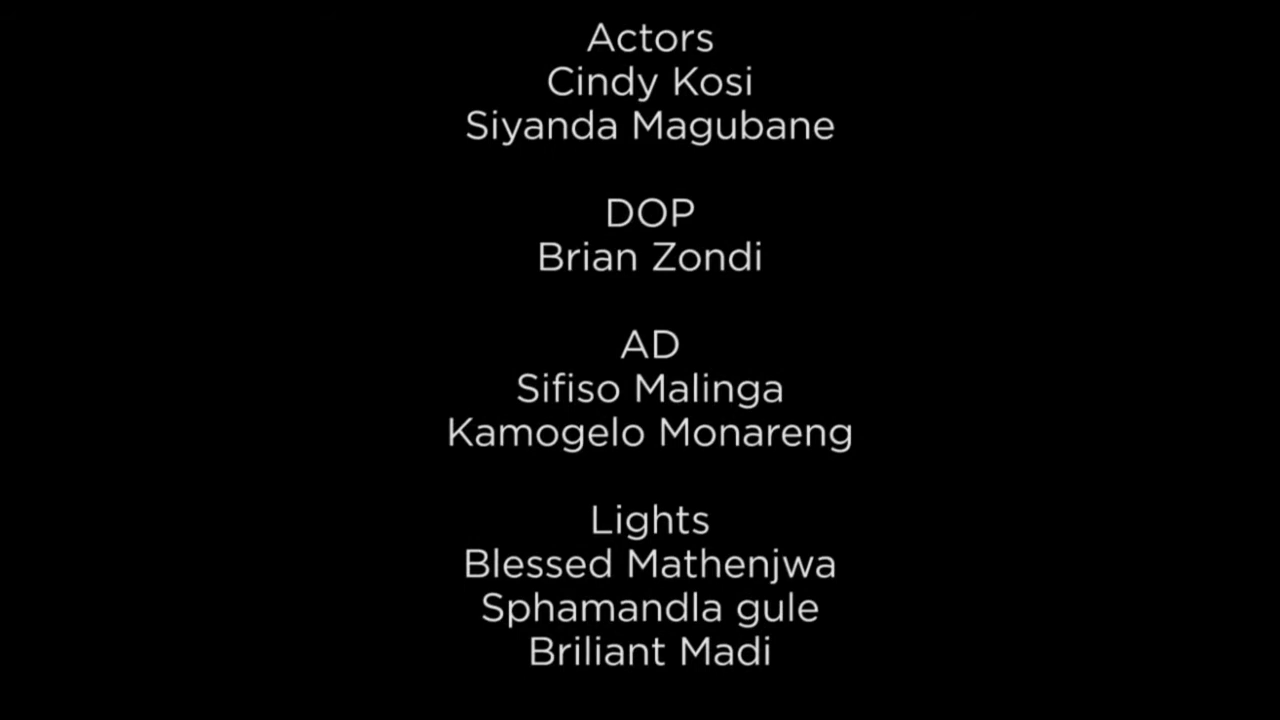 Actors
Cindy Kosi
Siyanda Magubane
DOP
Brian Zondi
AD
Sifiso Malinga
Kamogelo Monareng
Lights
Blessed Mathenjwa
Sphamandla gule
Briliant Madi